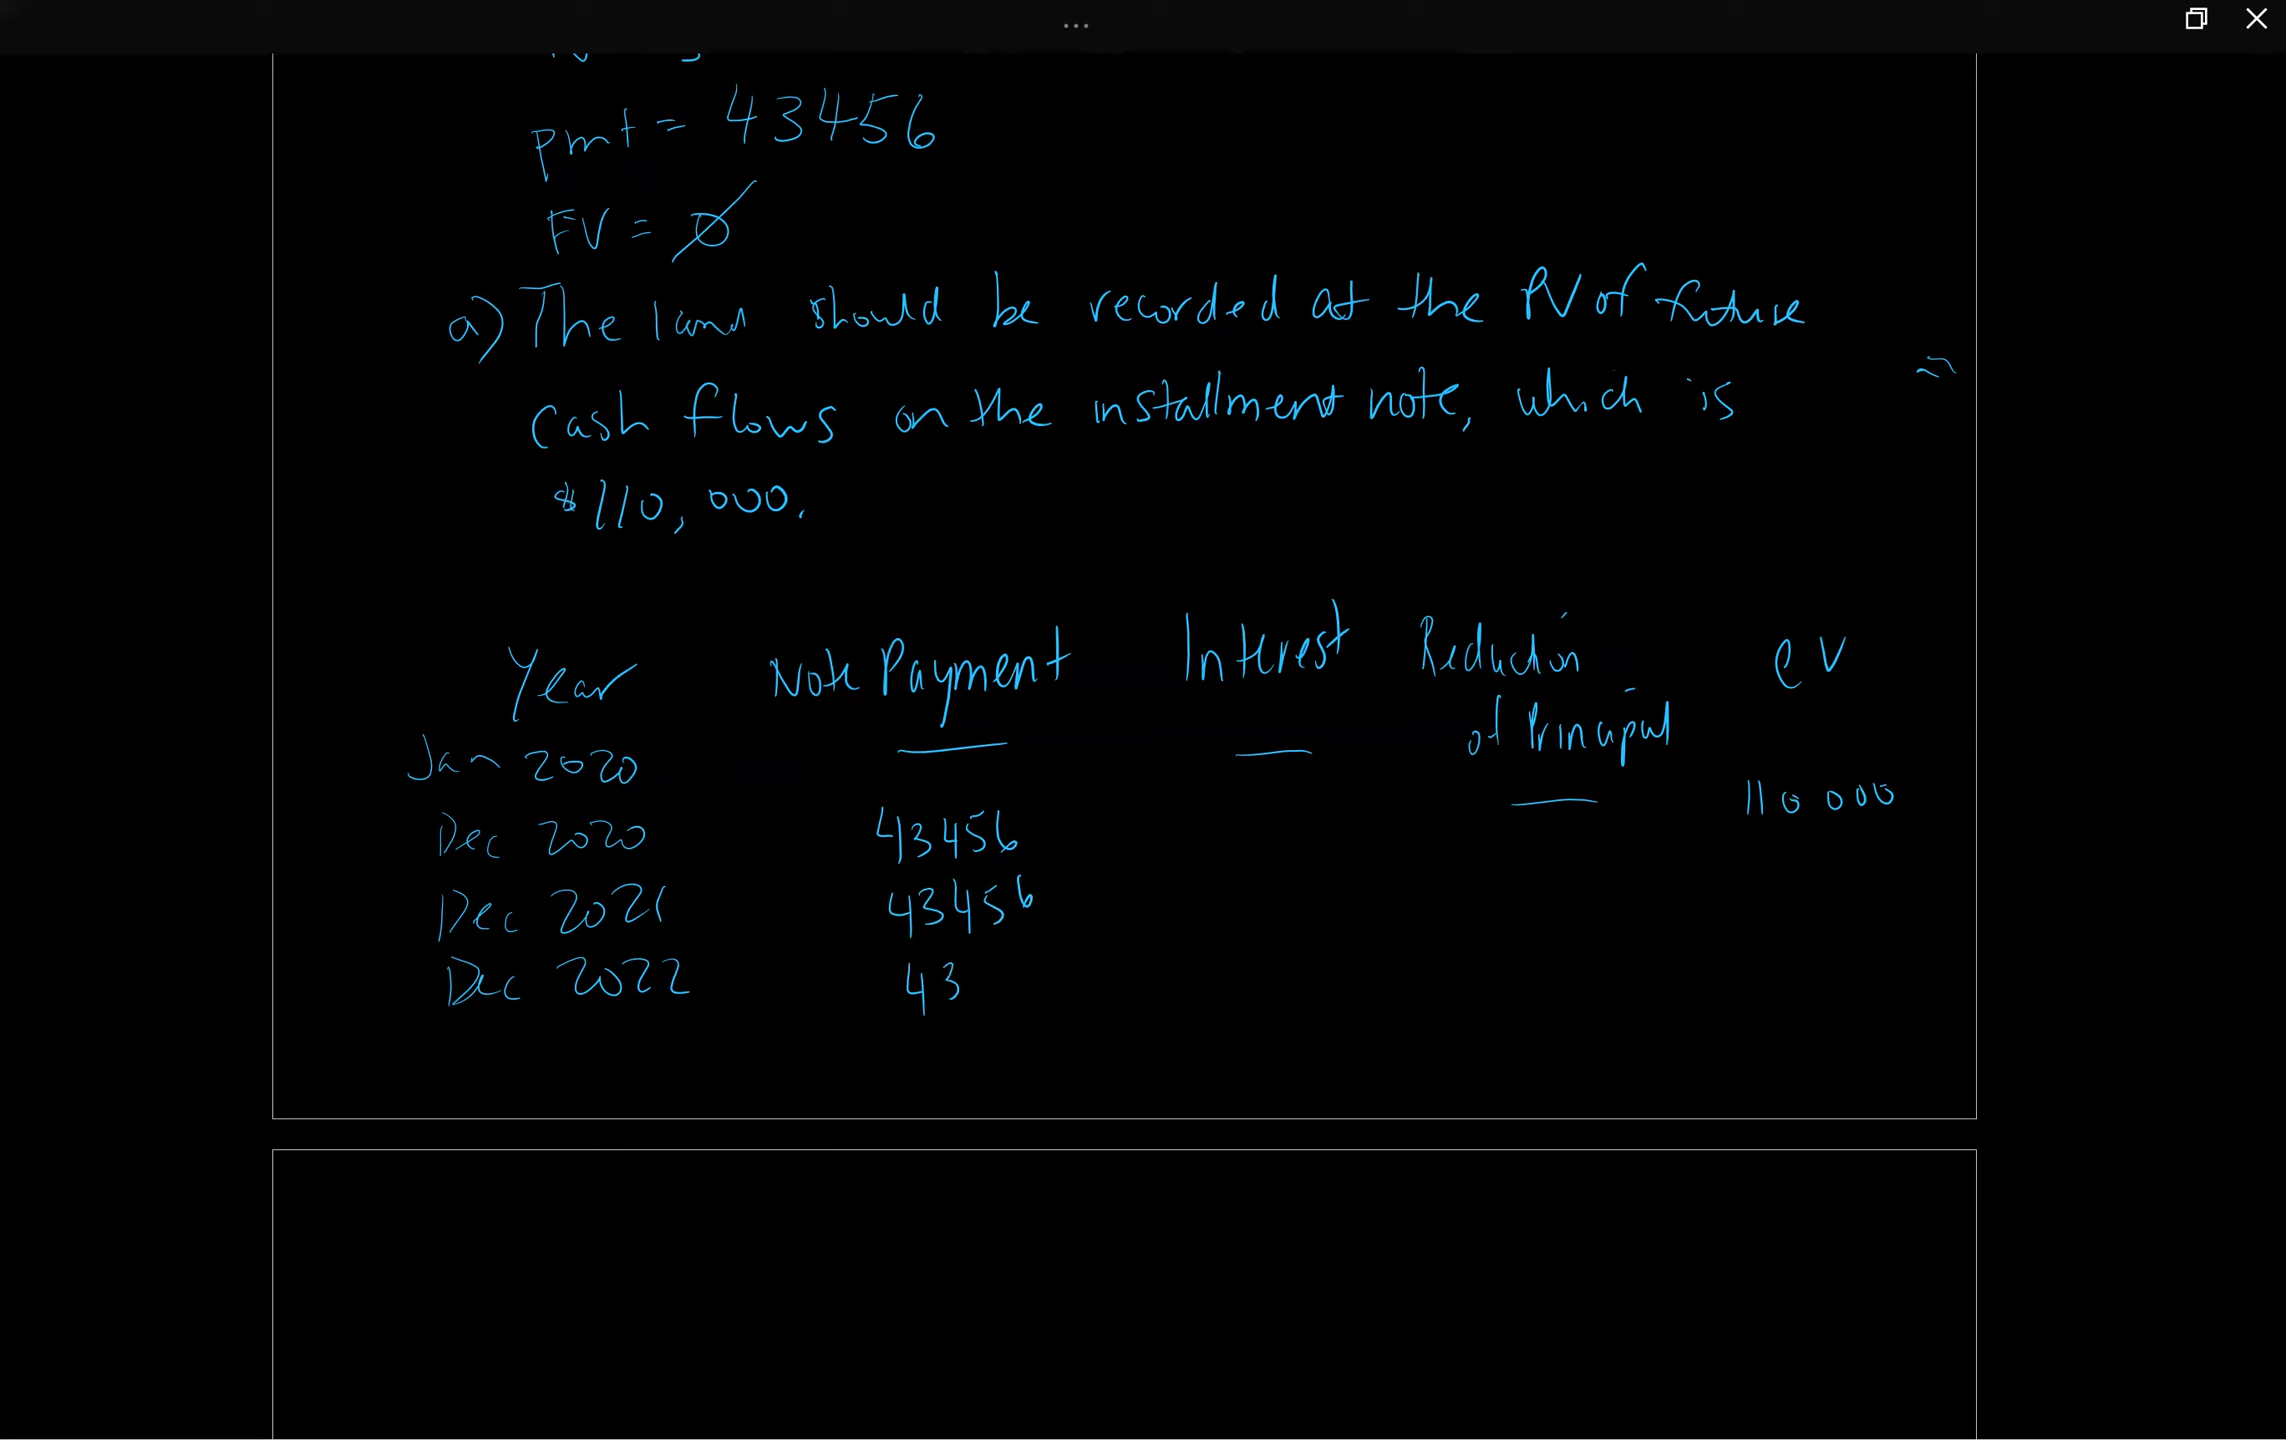 pmt = 43456
FV = 0
a) The land should be recorded at the PV of future
cash flows on the installment note, which is
$110,000.
Year Note Payment Interest Reduction CV
of Principal
Jan 2020 — — — 110 000
Dec 2020 43456
Dec 2021 43456
Dec 2022 43